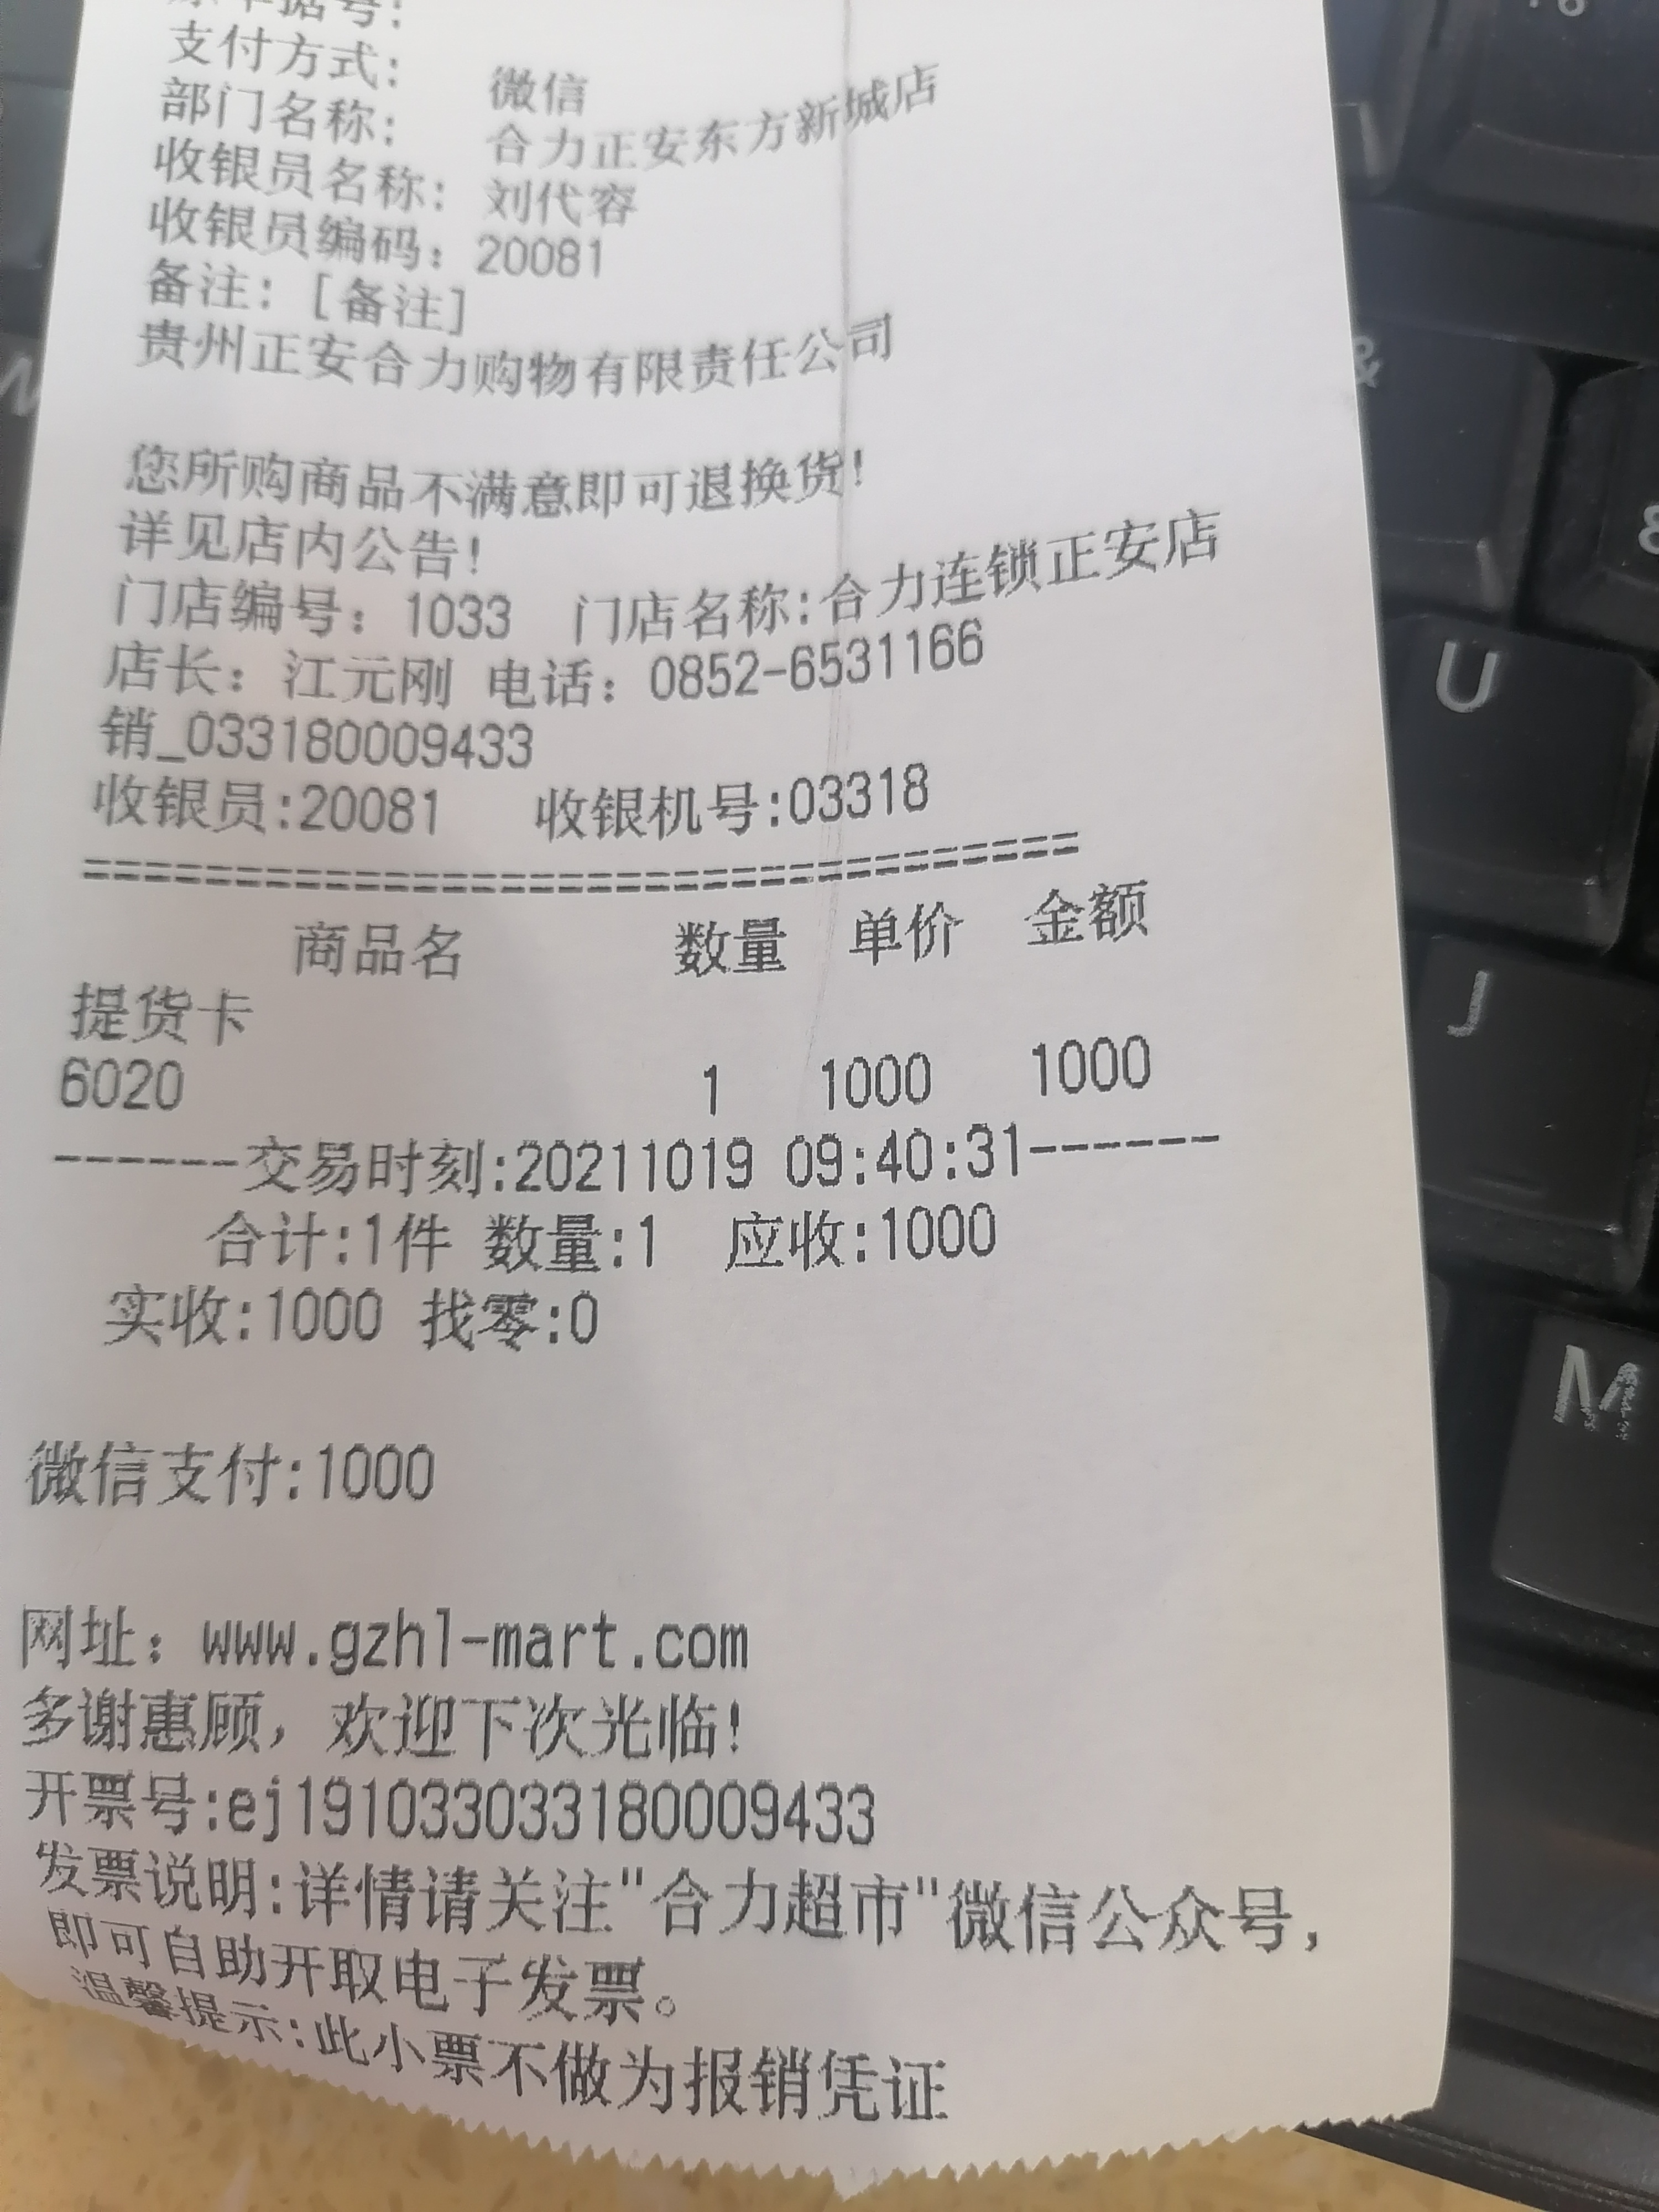 原单据号:
支付方式: 微信
部门名称: 合力正安东方新城店
收银员名称: 刘代容
收银员编码: 20081
备注: [备注]
贵州正安合力购物有限责任公司
您所购商品不满意即可退换货!
详见店内公告!
门店编号: 1033 门店名称:合力连锁正安店
店长: 江元刚 电话: 0852-6531166
销_033180009433
收银员:20081 收银机号:03318
=================================
商品名 数量 单价 金额
提货卡
6020 1 1000 1000
------交易时刻:20211019 09:40:31------
合计:1件 数量:1 应收:1000
实收:1000 找零:0
微信支付:1000
网址: www.gzhl-mart.com
多谢惠顾, 欢迎下次光临!
开票号:ej191033033180009433
发票说明:详情请关注"合力超市"微信公众号,
即可自助开取电子发票。
温馨提示:此小票不做为报销凭证
&
8
U
J
M